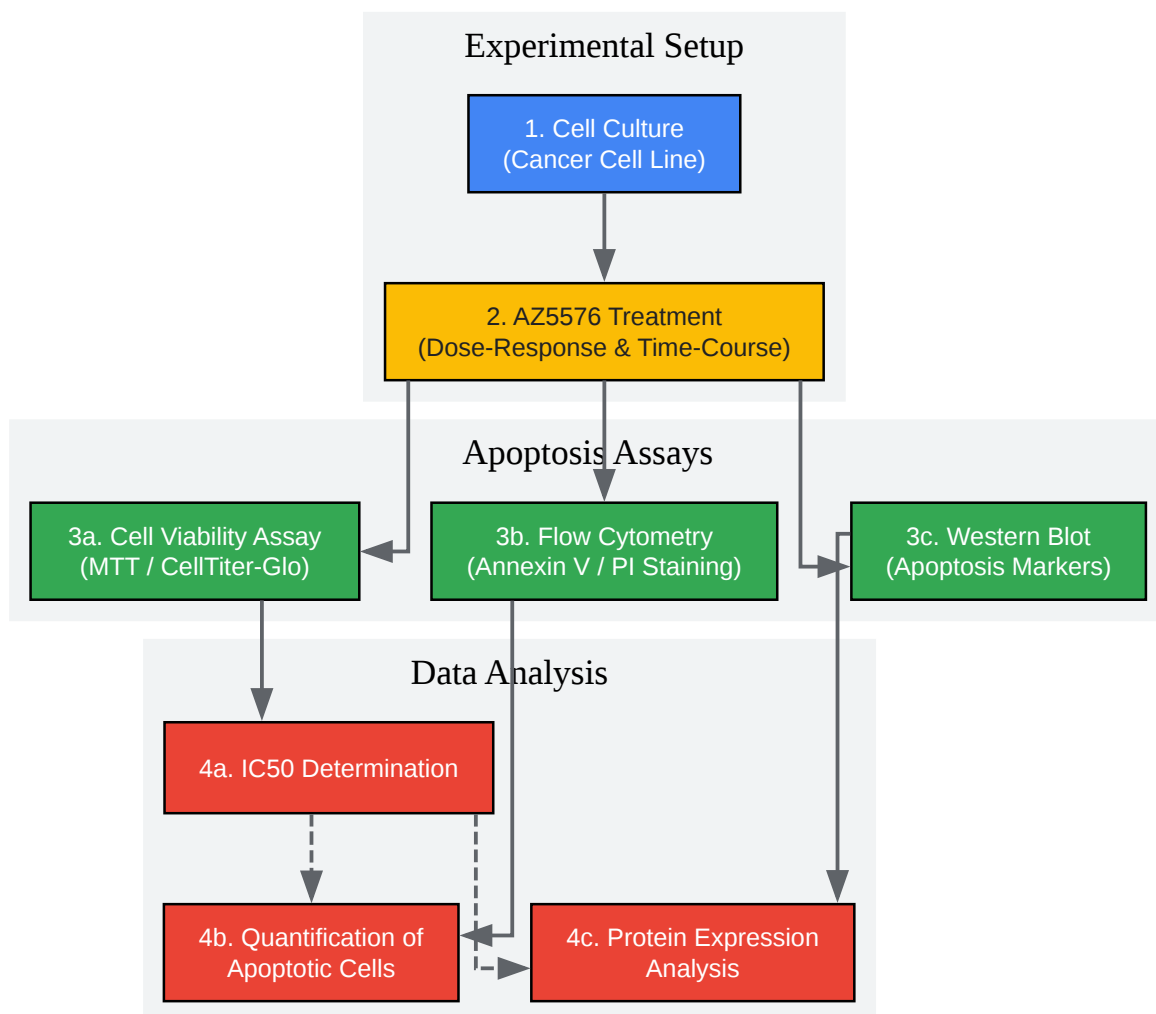 Experimental Setup
1. Cell Culture
(Cancer Cell Line)
2. AZ5576 Treatment
(Dose-Response & Time-Course)
Apoptosis Assays
3a. Cell Viability Assay
(MTT / CellTiter-Glo)
3b. Flow Cytometry
(Annexin V / PI Staining)
3c. Western Blot
(Apoptosis Markers)
Data Analysis
4a. IC50 Determination
4b. Quantification of
Apoptotic Cells
4c. Protein Expression
Analysis